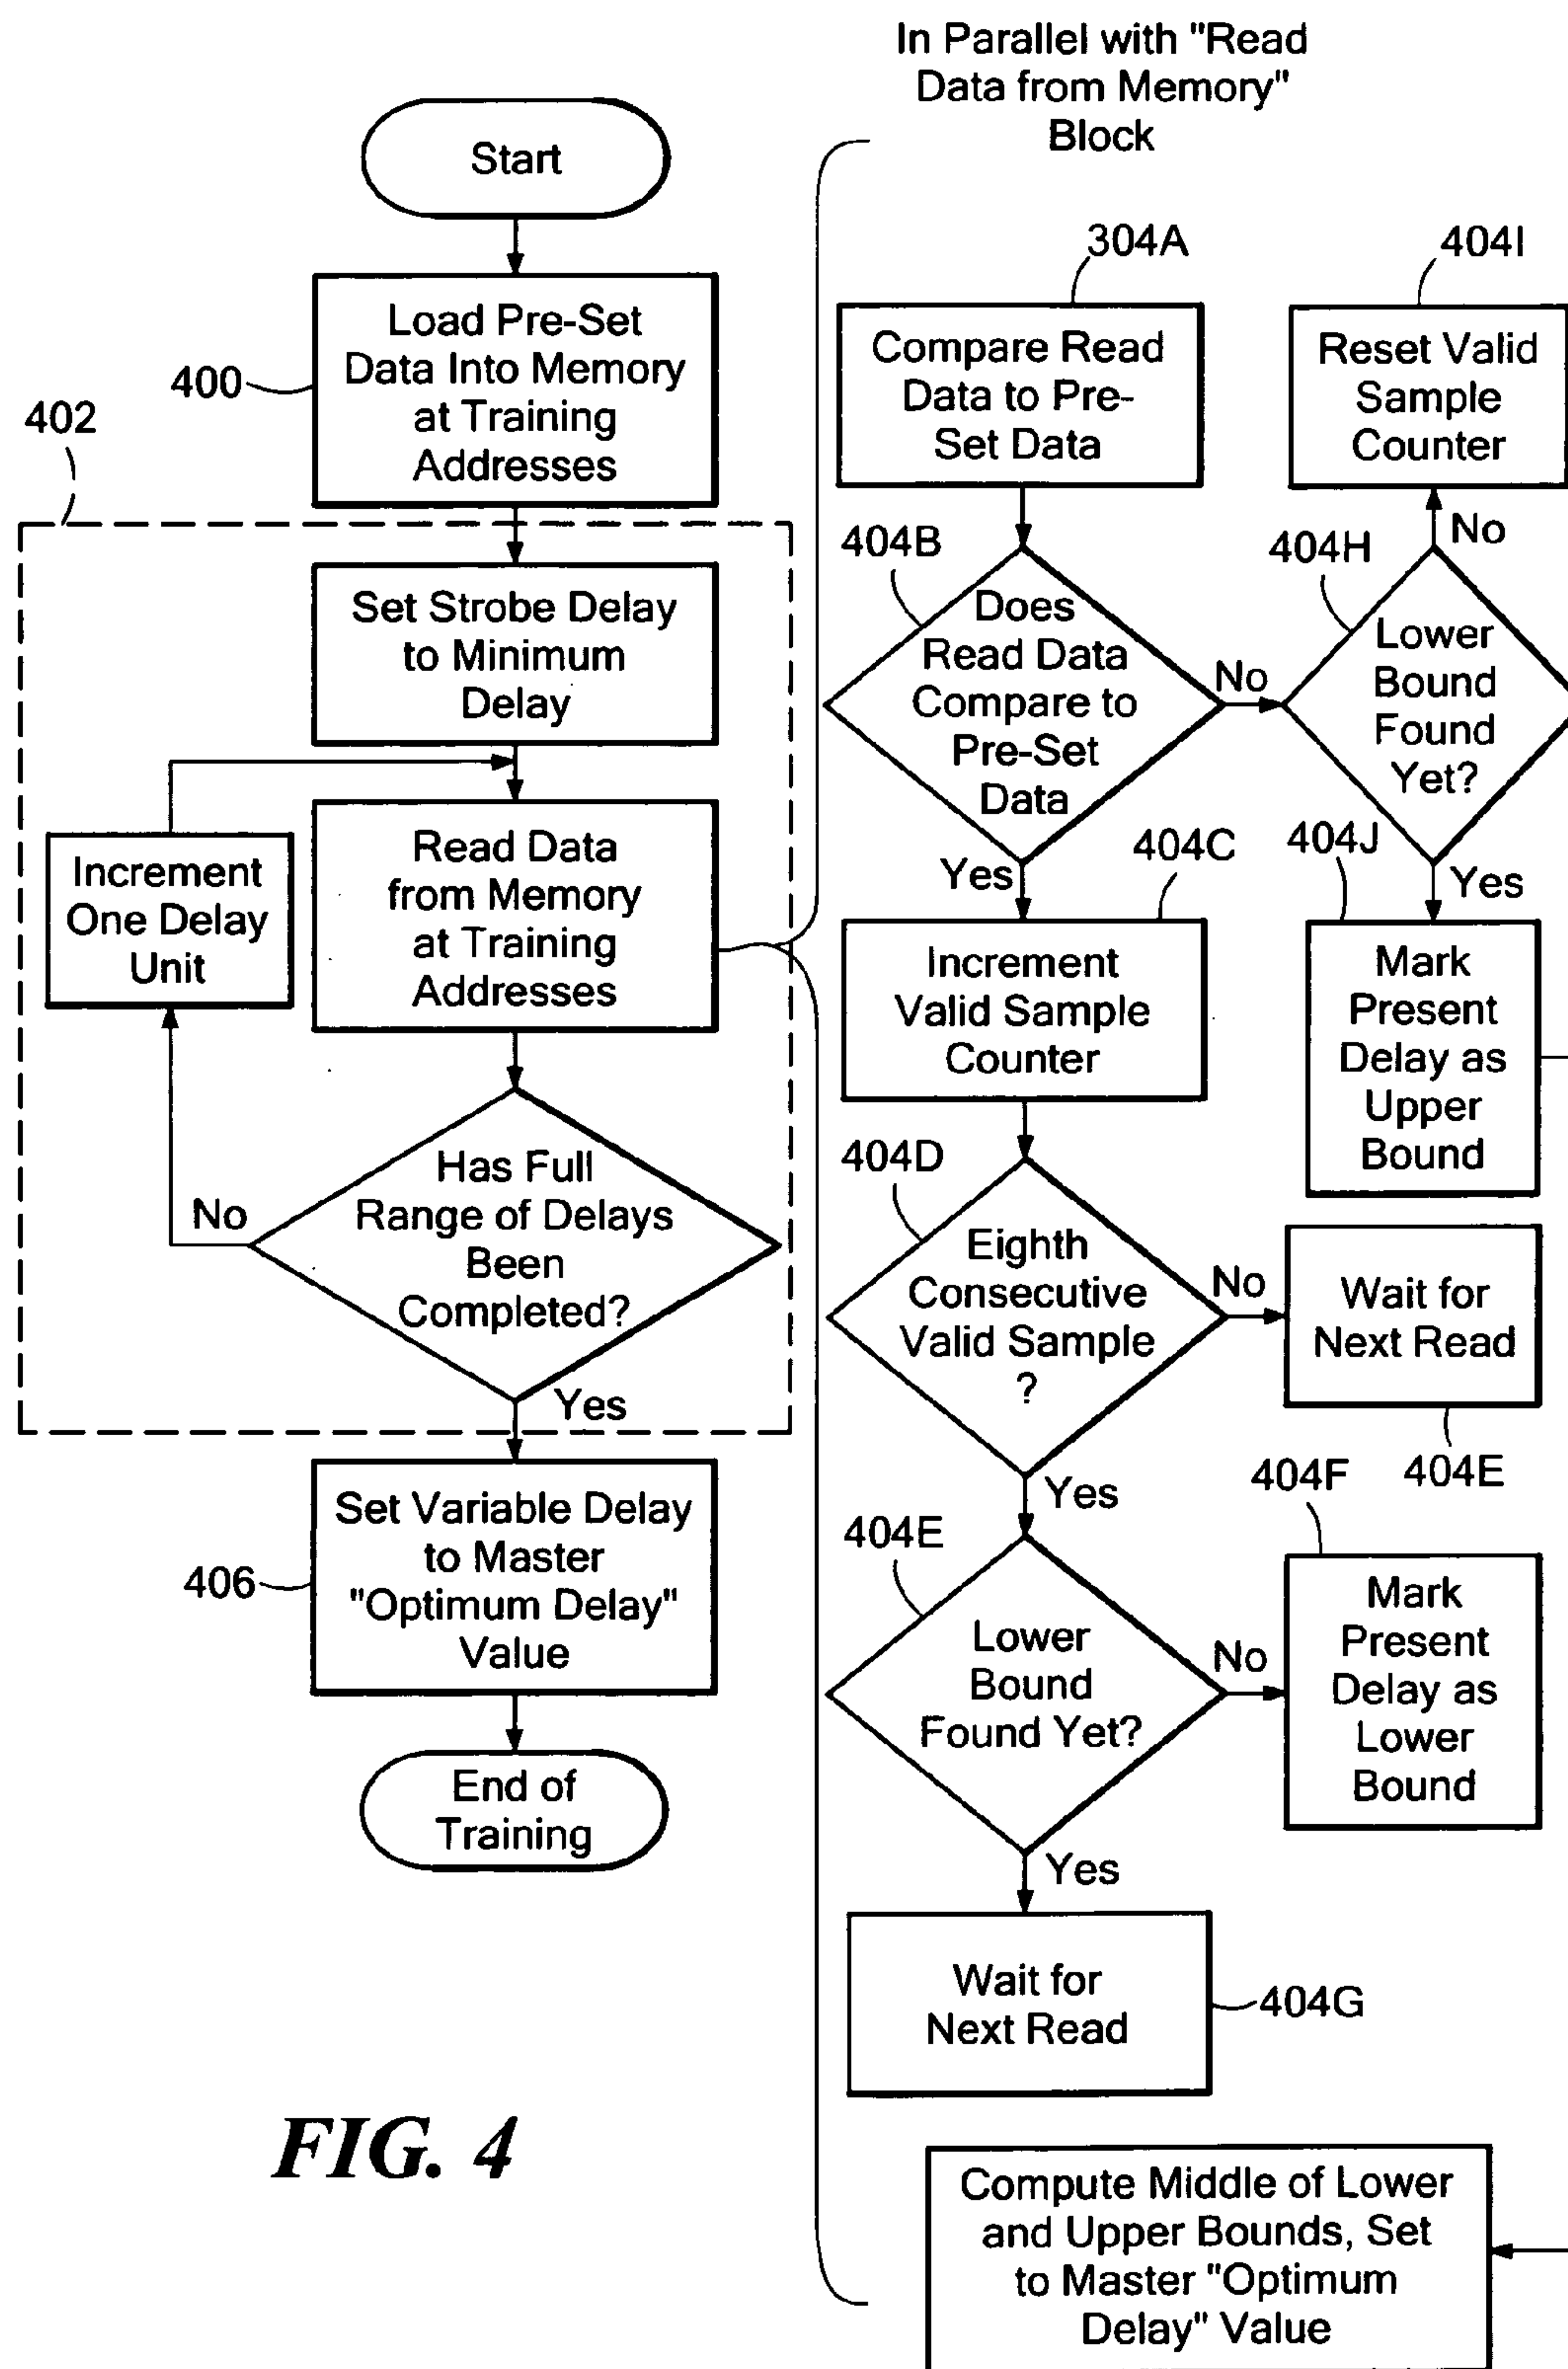 In Parallel with "Read
Data from Memory"
Block
Start
Load Pre-Set
Data Into Memory
at Training
Addresses
400
402
Set Strobe Delay
to Minimum
Delay
Increment
One Delay
Unit
Read Data
from Memory
at Training
Addresses
Has Full
Range of Delays
Been
Completed?
No
Yes
Set Variable Delay
to Master
"Optimum Delay"
Value
406
End of
Training
304A
Compare Read
Data to Pre-
Set Data
404I
Reset Valid
Sample
Counter
404B
Does
Read Data
Compare to
Pre-Set
Data
No
Yes
404H
No
Lower
Bound
Found
Yet?
Yes
404C
Increment
Valid Sample
Counter
404J
Mark
Present
Delay as
Upper
Bound
404D
Eighth
Consecutive
Valid Sample
?
No
Yes
Wait for
Next Read
404E
404E
Lower
Bound
Found Yet?
No
Yes
404F
Mark
Present
Delay as
Lower
Bound
Wait for
Next Read
404G
Compute Middle of Lower
and Upper Bounds, Set
to Master "Optimum
Delay" Value
FIG. 4